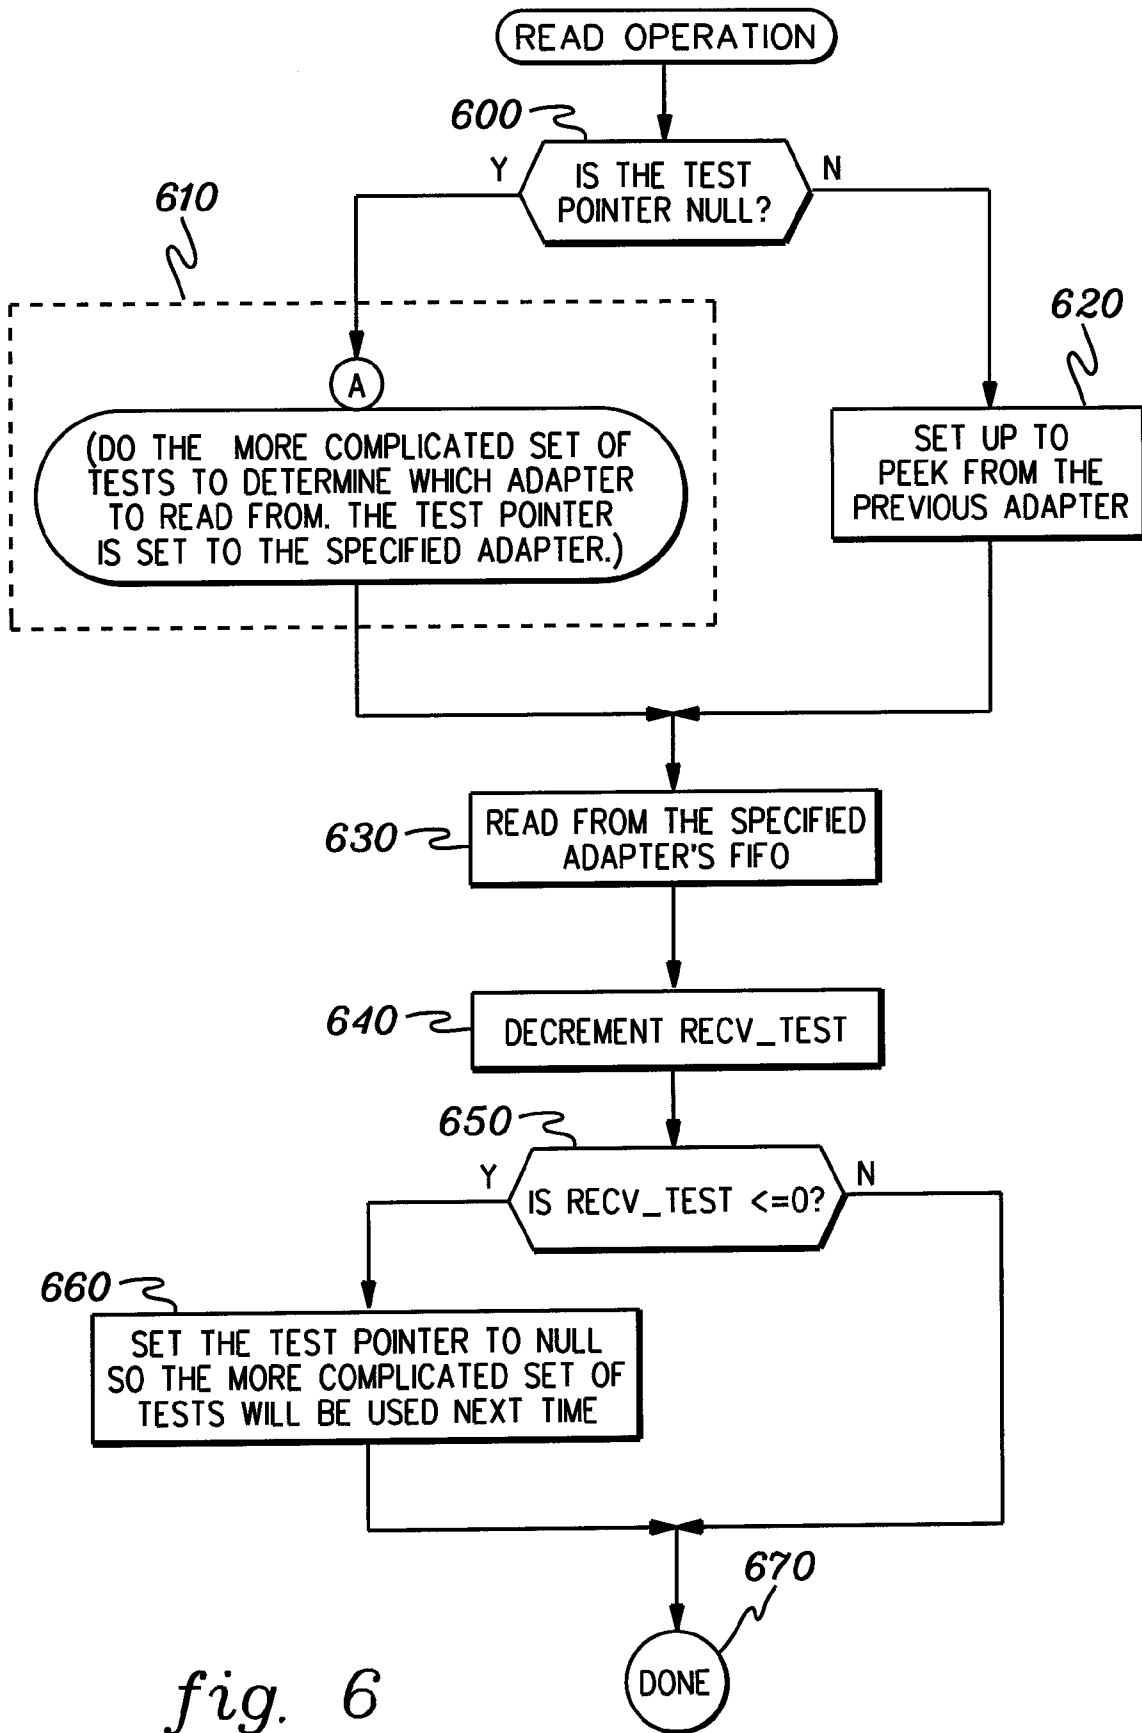 READ OPERATION
600
Y
IS THE TEST
POINTER NULL?
N
610
620
A
(DO THE MORE COMPLICATED SET OF
TESTS TO DETERMINE WHICH ADAPTER
TO READ FROM. THE TEST POINTER
IS SET TO THE SPECIFIED ADAPTER.)
SET UP TO
PEEK FROM THE
PREVIOUS ADAPTER
630
READ FROM THE SPECIFIED
ADAPTER'S FIFO
640
DECREMENT RECV_TEST
650
Y
IS RECV_TEST <=0?
N
660
SET THE TEST POINTER TO NULL
SO THE MORE COMPLICATED SET OF
TESTS WILL BE USED NEXT TIME
670
DONE
fig. 6